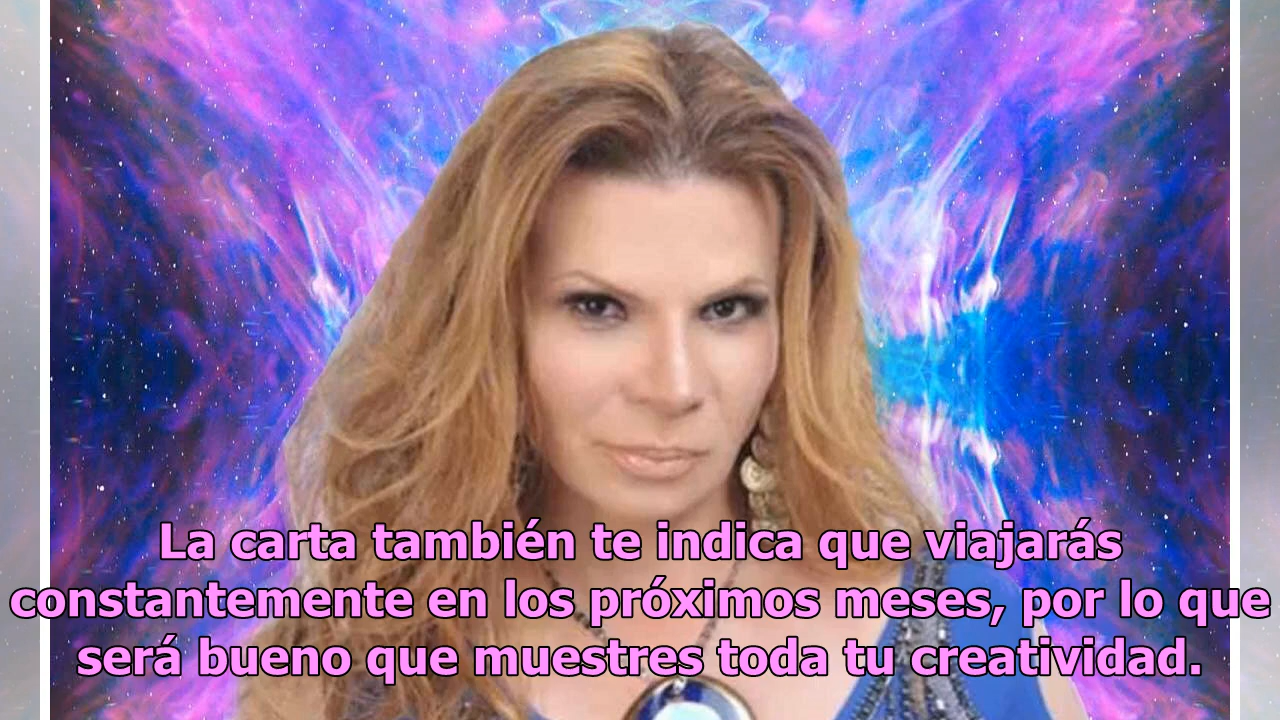 La carta también te indica que viajarás
constantemente en los próximos meses, por lo que
será bueno que muestres toda tu creatividad.